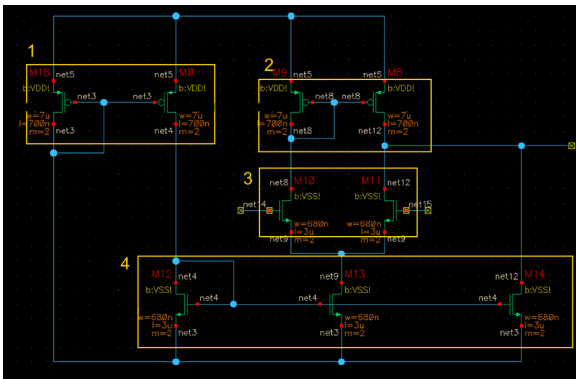 1
2
M18 net5
M0 net5
M9 net5
M8 net5
b:VDD!
b:VDD!
b:VDD!
b:VDD!
net3
net3
net8
net8
w=7u
l=700n
m=2
w=7u
l=700n
m=2
w=7u
l=700n
m=2
w=7u
l=700n
m=2
net3
net4
net8
net12
3
net8 M10
M11 net12
b:VSS!
b:VSS!
net14
net15
w=680n
l=3u
m=2
w=680n
l=3u
m=2
net9
net9
4
M12 net4
net9 M13
net12 M14
b:VSS!
b:VSS!
b:VSS!
net4
net4
net4
w=680n
l=3u
m=2
w=680n
l=3u
m=2
w=680n
l=3u
m=2
net3
net3
net3